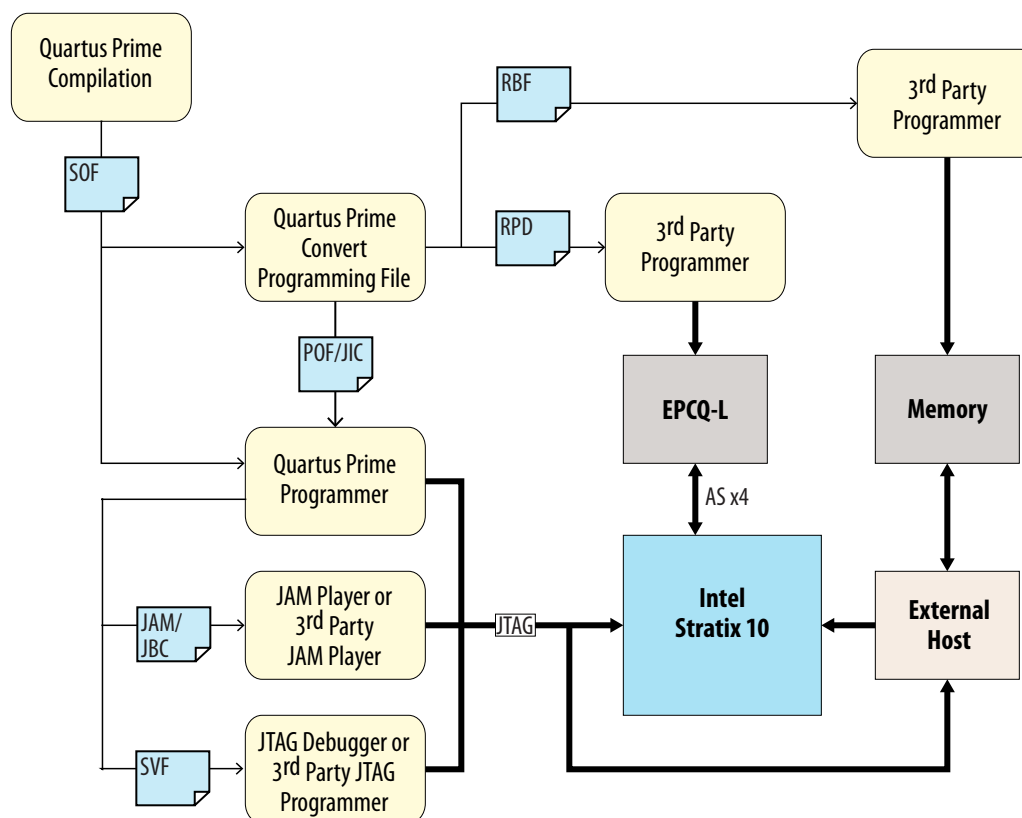 Quartus Prime
Compilation
SOF
RBF
3rd Party
Programmer
Quartus Prime
Convert
Programming File
RPD
3rd Party
Programmer
POF/JIC
EPCQ-L
Memory
Quartus Prime
Programmer
AS x4
JAM/
JBC
JAM Player or
3rd Party
JAM Player
JTAG
Intel
Stratix 10
External
Host
SVF
JTAG Debugger or
3rd Party JTAG
Programmer